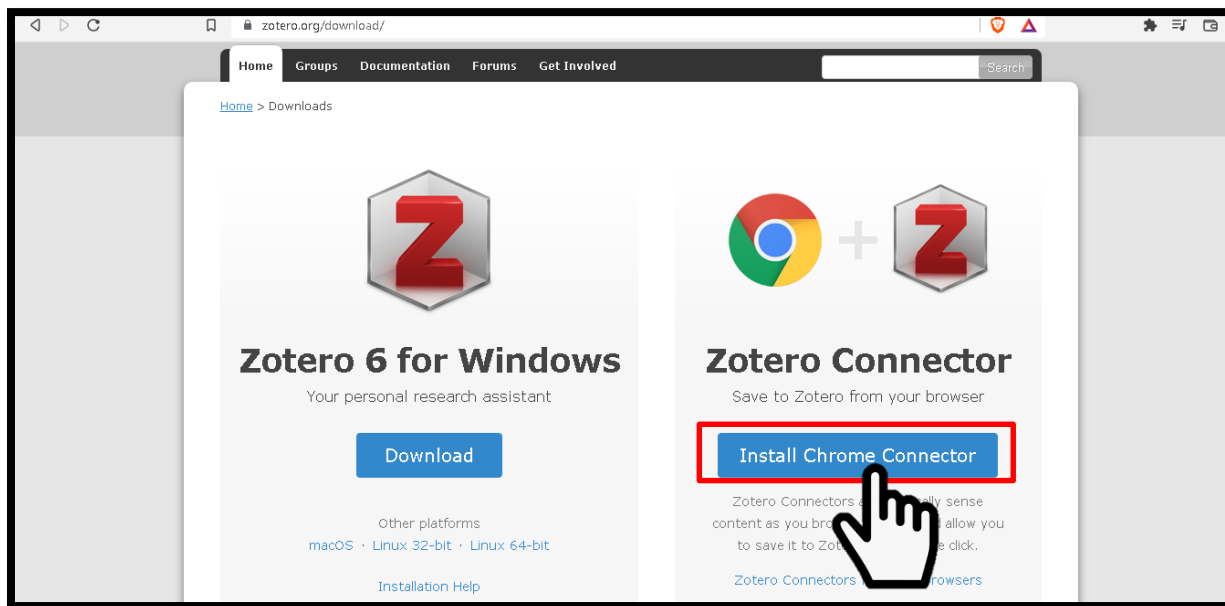 zotero.org/download/
Home Groups Documentation Forums Get Involved
Search
Home > Downloads
Zotero 6 for Windows
Your personal research assistant
Download
Other platforms
macOS · Linux 32-bit · Linux 64-bit
Installation Help
Zotero Connector
Save to Zotero from your browser
Install Chrome Connector
Zotero Connectors sense
content as you allow you
to save it to click.
Zotero Connectors